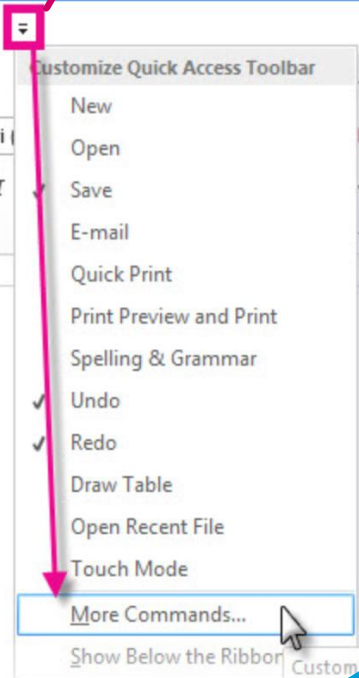 Customize Quick Access Toolbar
New
Open
Save
E-mail
Quick Print
Print Preview and Print
Spelling & Grammar
Undo
Redo
Draw Table
Open Recent File
Touch Mode
More Commands...
Show Below the Ribbon
Custom